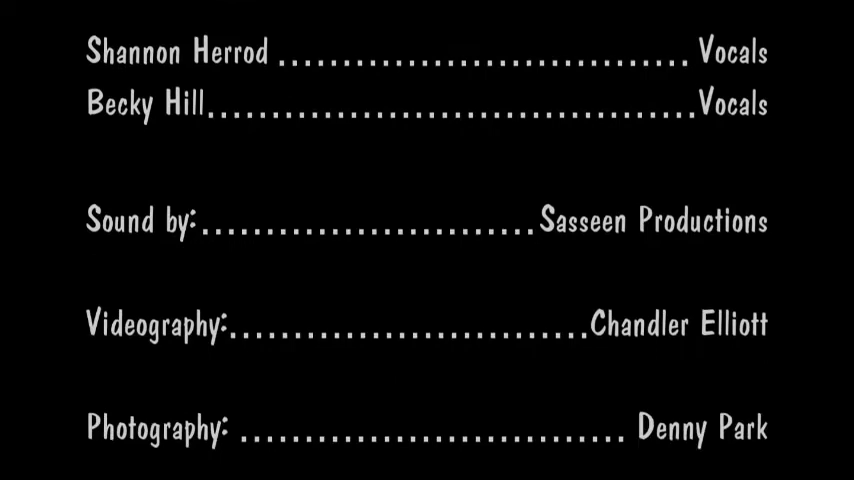 Shannon Herrod ................................ Vocals
Becky Hill......................................Vocals
Sound by:..........................Sasseen Productions
Videography:............................Chandler Elliott
Photography: .............................. Denny Park